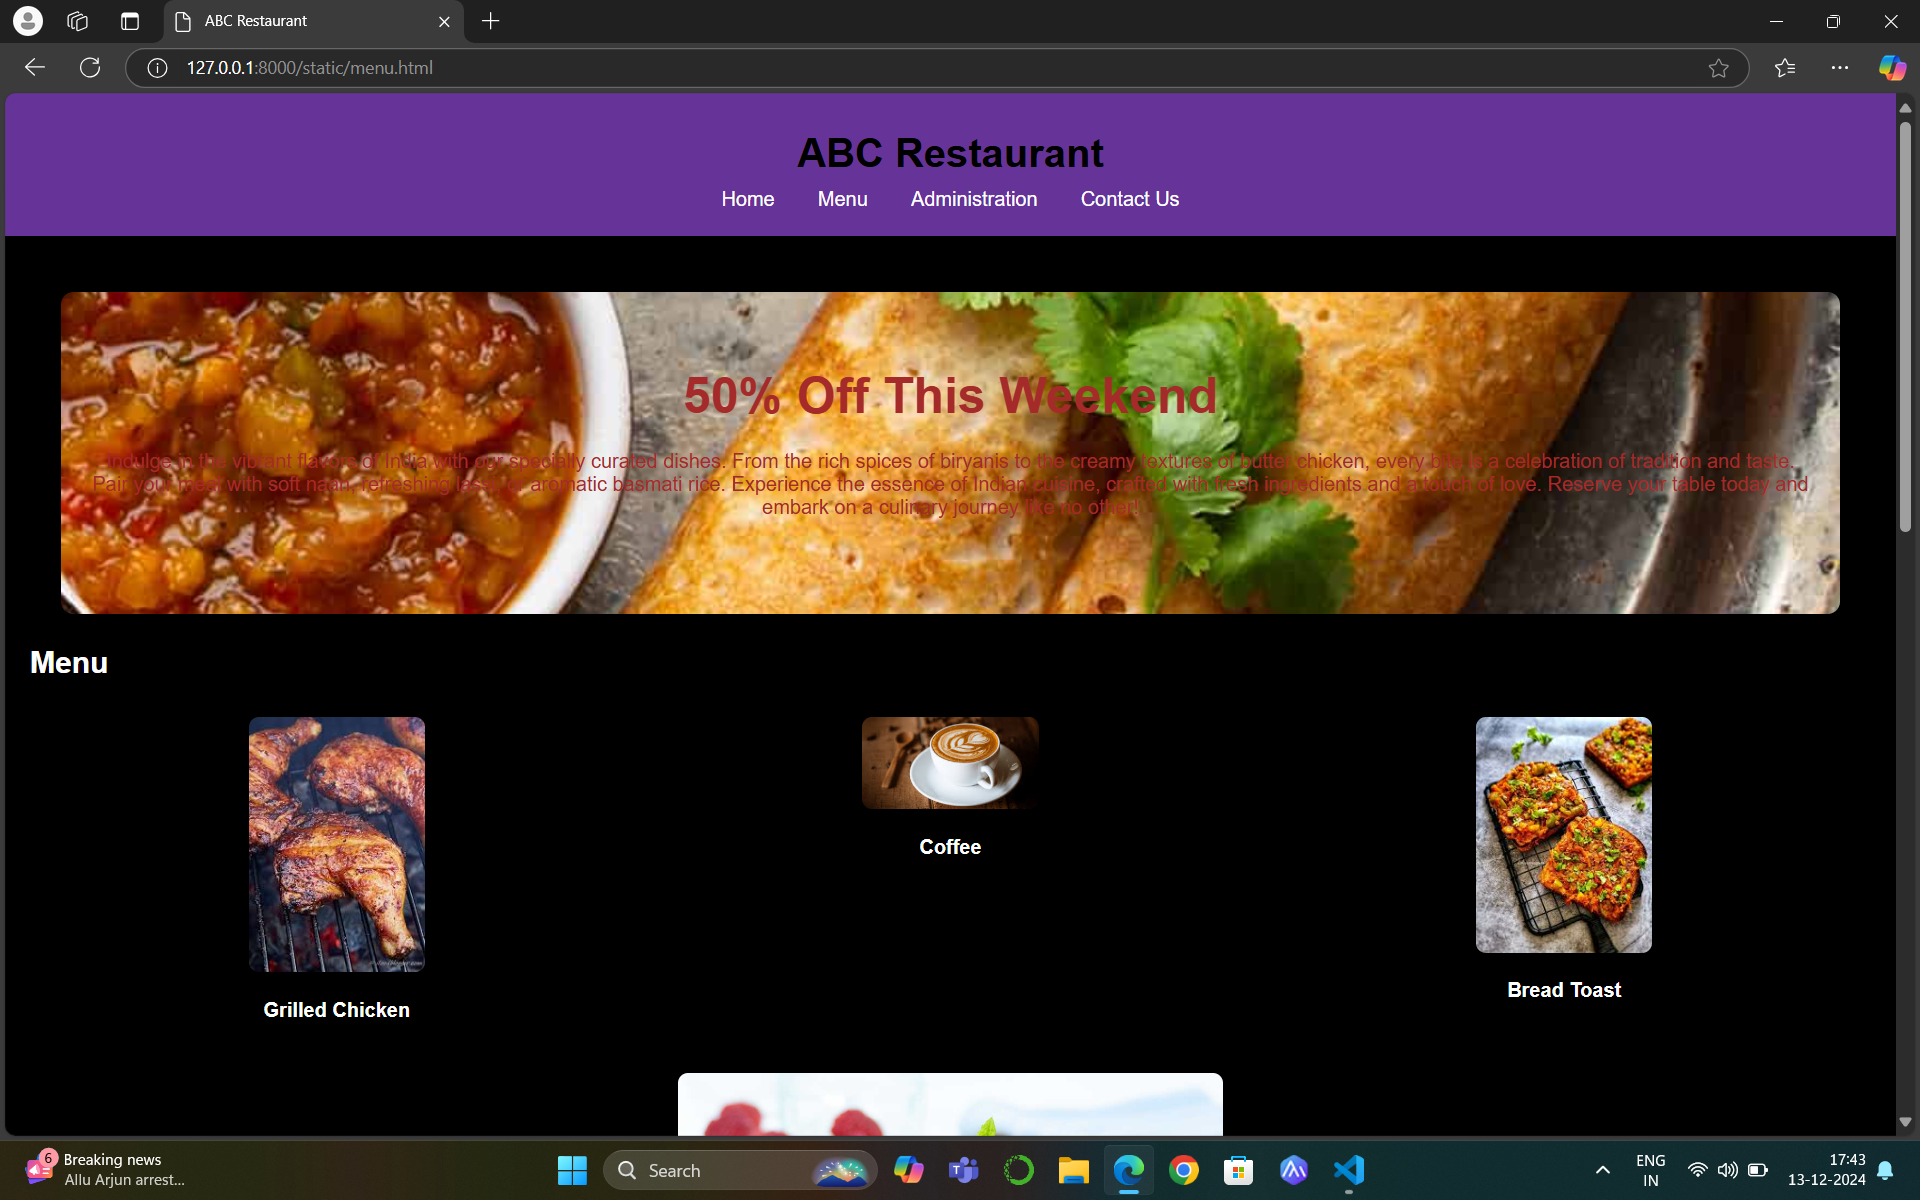 ABC Restaurant
127.0.0.1:8000/static/menu.html
ABC Restaurant
Home Menu Administration Contact Us
50% Off This Weekend
"Indulge in the vibrant flavors of India with our specially curated dishes. From the rich spices of biryanis to the creamy textures of butter chicken, every bite is a celebration of tradition and taste.
Pair your meal with soft naan, refreshing lassi, or aromatic basmati rice. Experience the essence of Indian cuisine, crafted with fresh ingredients and a touch of love. Reserve your table today and
embark on a culinary journey like no other!"
Menu
Grilled Chicken
Coffee
Bread Toast
6
Breaking news
Allu Arjun arrest...
Search
ENG
IN
17:43
13-12-2024